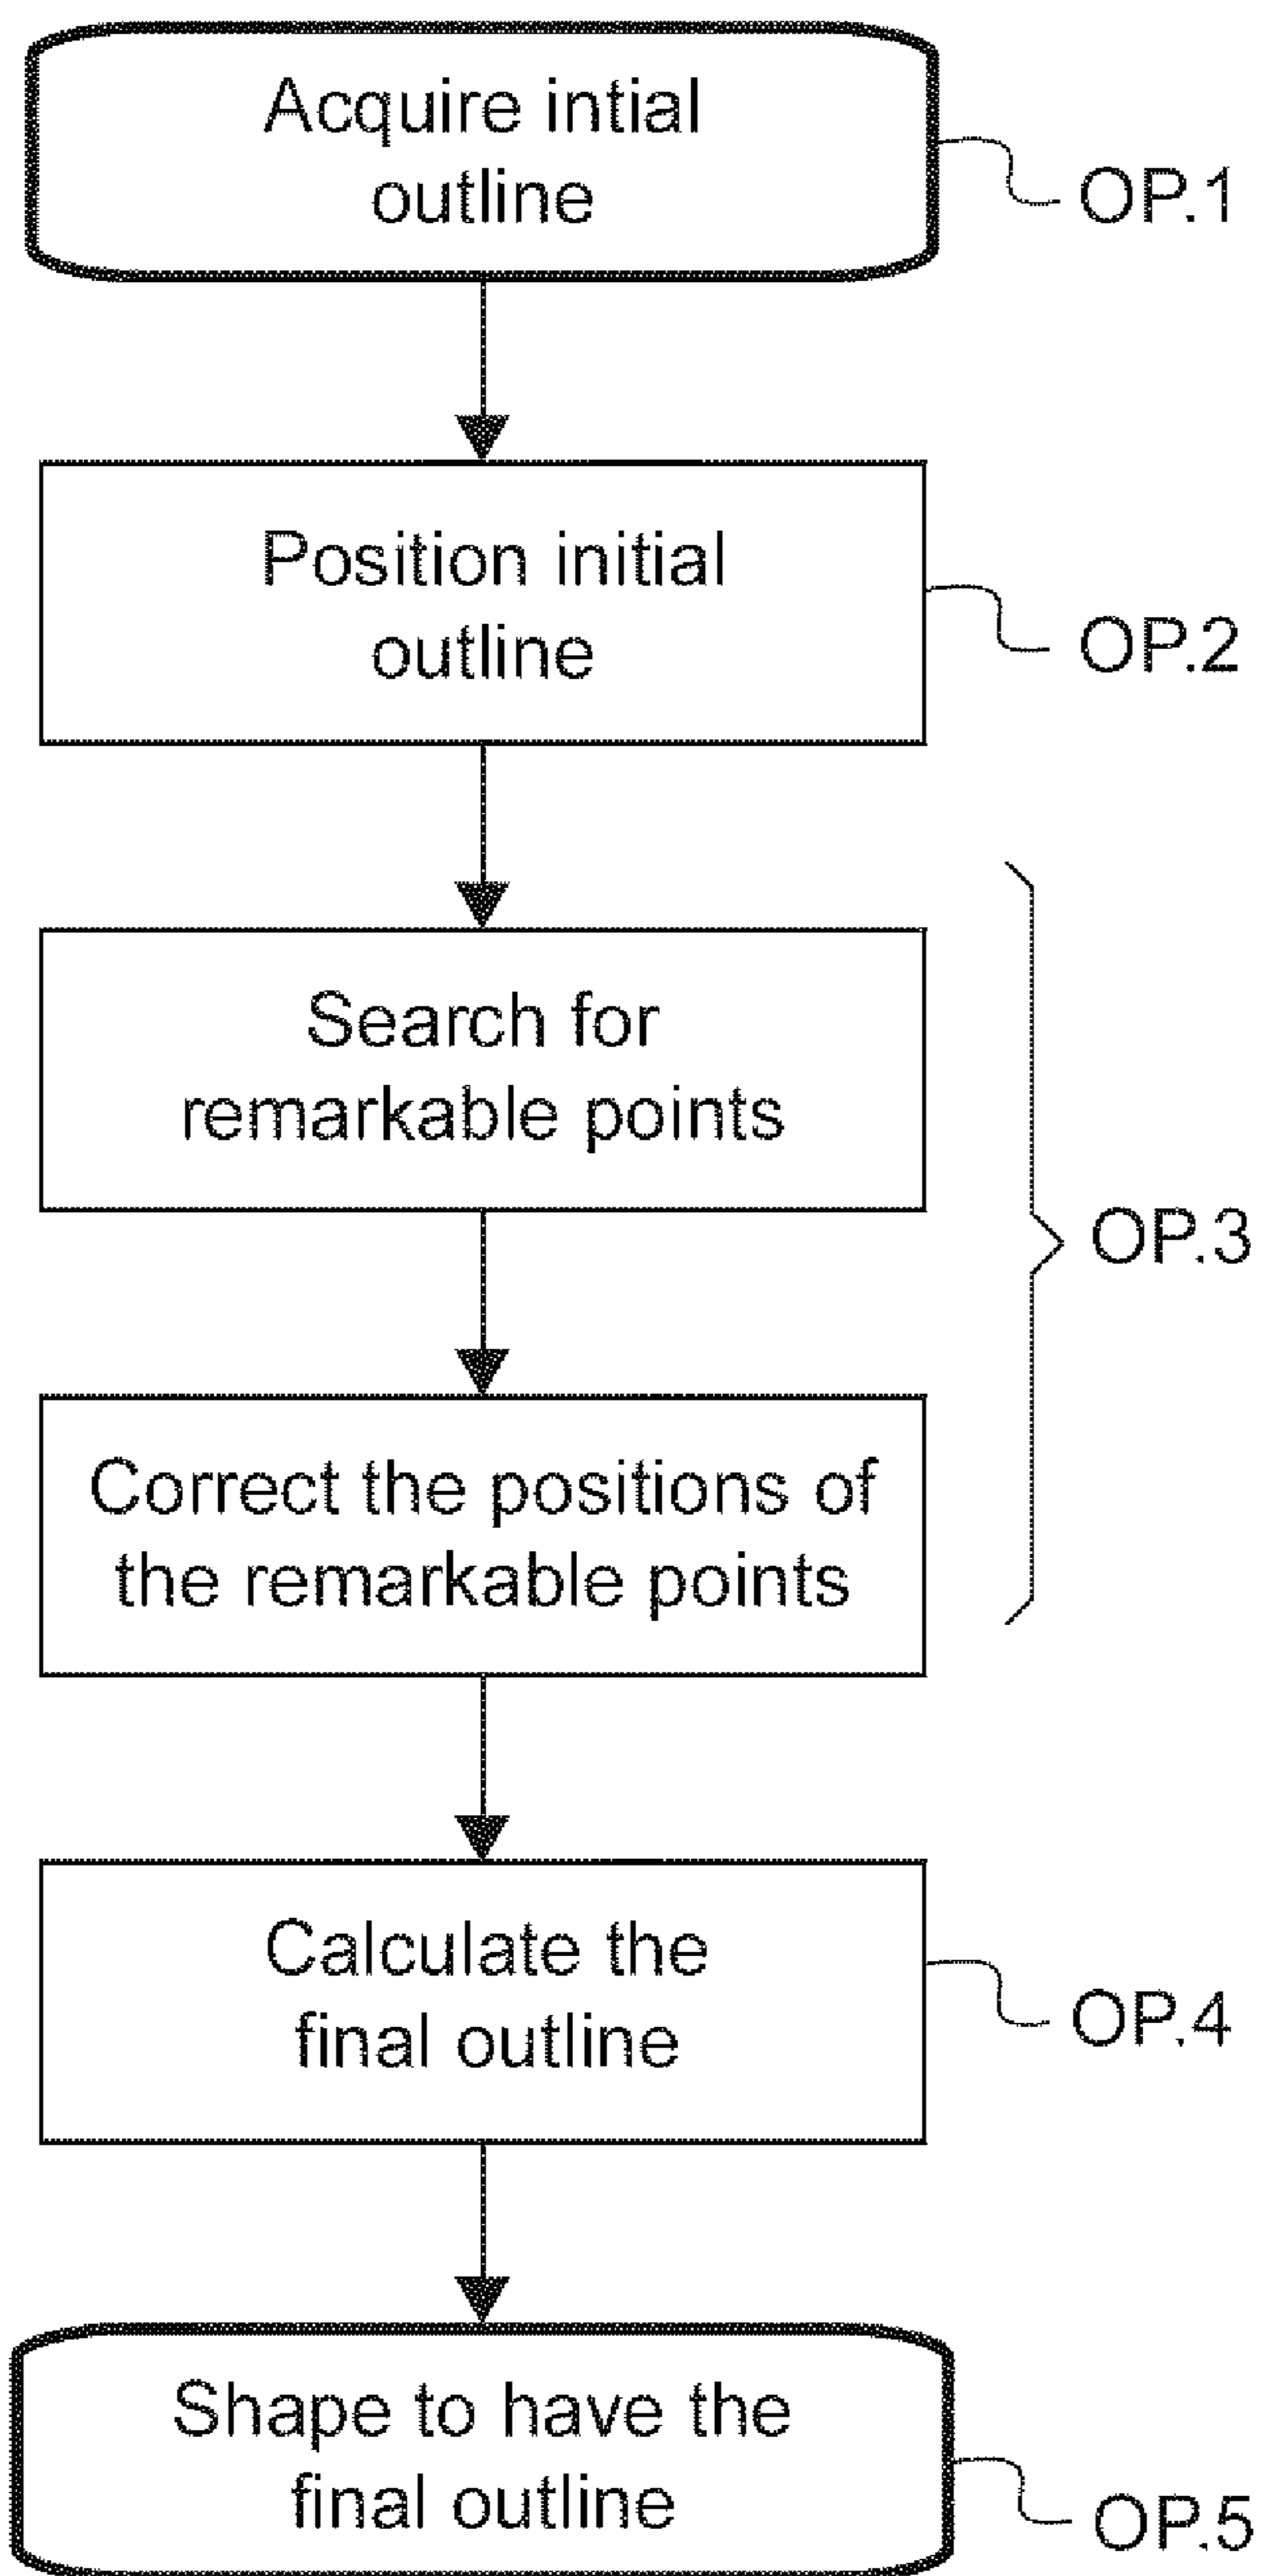 Acquire intial
outline
OP.1
Position initial
outline
OP.2
Search for
remarkable points
OP.3
Correct the positions of
the remarkable points
Calculate the
final outline
OP.4
Shape to have the
final outline
OP.5